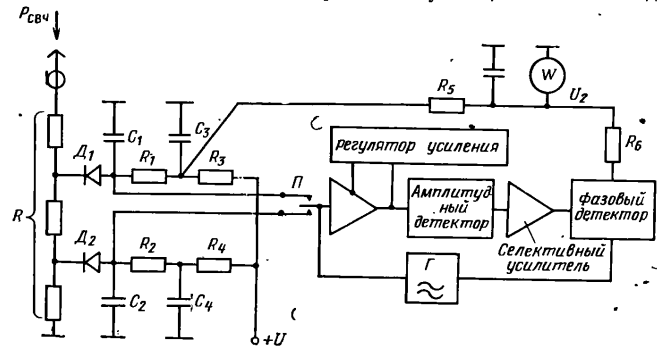 Pсвч
W
R5
U2
R6
C1
C3
Д1
R1
R3
R
П
регулятор усиления
Амплитуд-
ный
детектор
фазовый
детектор
Селективный
усилитель
Д2
R2
R4
C2
C4
Г
+U